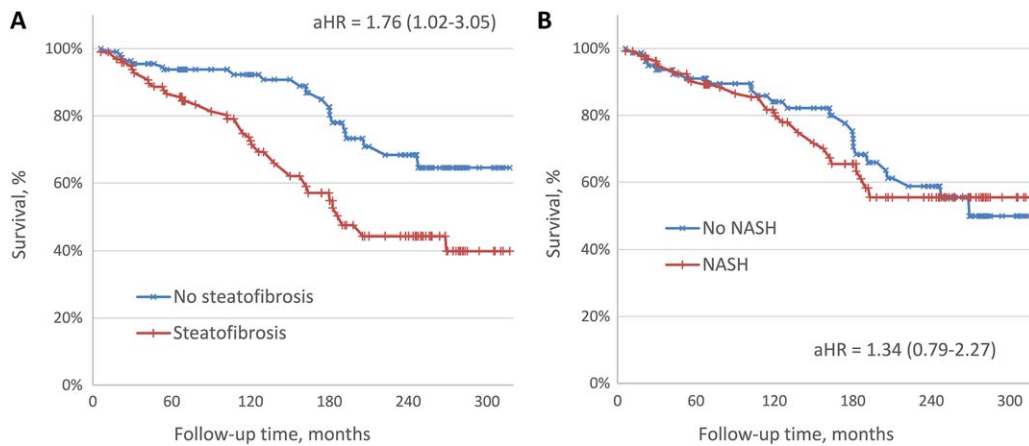 A
aHR = 1.76 (1.02-3.05)
100%
80%
60%
40%
20%
0%
Survival, %
No steatofibrosis
Steatofibrosis
0 60 120 180 240 300
Follow-up time, months
B
100%
80%
60%
40%
20%
0%
Survival, %
No NASH
NASH
aHR = 1.34 (0.79-2.27)
0 60 120 180 240 300
Follow-up time, months